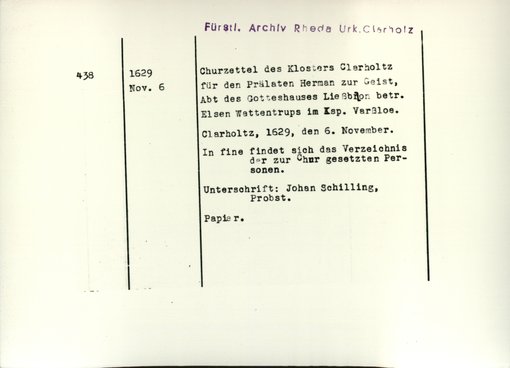 Fürstl. Archiv Rheda Urk. Clarholz
438
1629
Nov. 6
Churzettel des Klosters Clarholtz
für den Prälaten Herman zur Geist,
Abt des Gotteshauses Ließborn betr.
Elsen Wattentrups im Ksp. Varßloe.
Clarholtz, 1629, den 6. November.
In fine findet sich das Verzeichnis
der zur Chur gesetzten Per-
sonen.
Unterschrift: Johan Schilling,
Probst.
Papier.